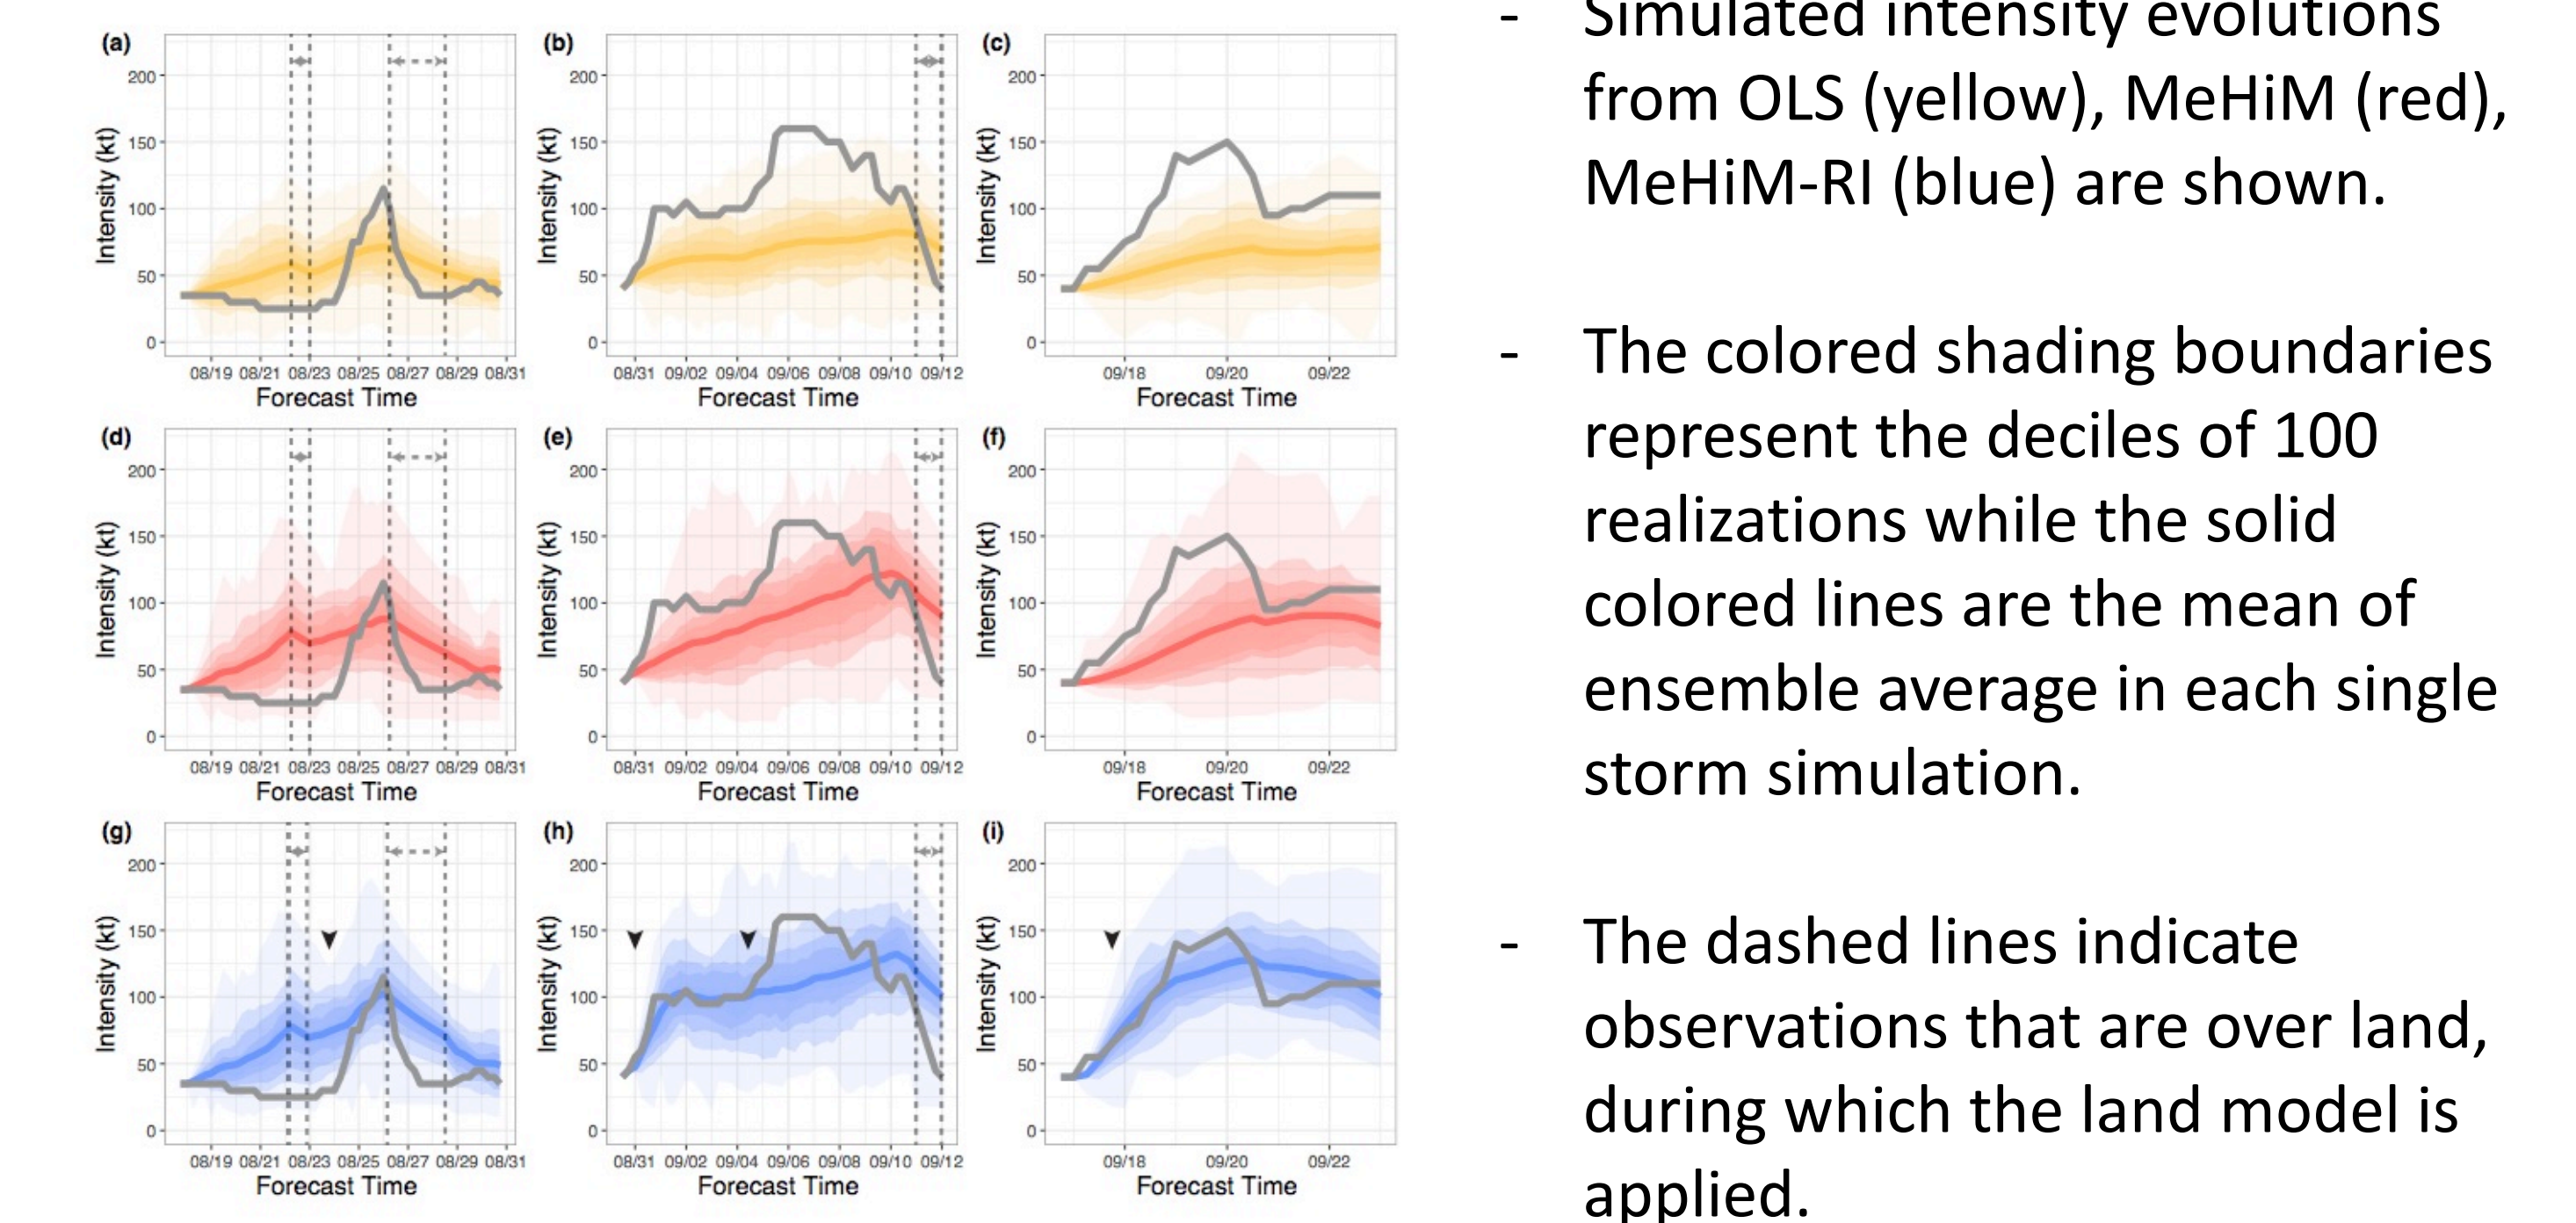 (a)
200
150
100
50
0
Intensity (kt)
08/19 08/21 08/23 08/25 08/27 08/29 08/31
Forecast Time
(b)
200
150
100
50
0
Intensity (kt)
08/31 09/02 09/04 09/06 09/08 09/10 09/12
Forecast Time
(c)
200
150
100
50
0
Intensity (kt)
09/18 09/20 09/22
Forecast Time
(d)
200
150
100
50
0
Intensity (kt)
08/19 08/21 08/23 08/25 08/27 08/29 08/31
Forecast Time
(e)
200
150
100
50
0
Intensity (kt)
08/31 09/02 09/04 09/06 09/08 09/10 09/12
Forecast Time
(f)
200
150
100
50
0
Intensity (kt)
09/18 09/20 09/22
Forecast Time
(g)
200
150
100
50
0
Intensity (kt)
08/19 08/21 08/23 08/25 08/27 08/29 08/31
Forecast Time
(h)
200
150
100
50
0
Intensity (kt)
08/31 09/02 09/04 09/06 09/08 09/10 09/12
Forecast Time
(i)
200
150
100
50
0
Intensity (kt)
09/18 09/20 09/22
Forecast Time
- Simulated intensity evolutions
from OLS (yellow), MeHiM (red),
MeHiM-RI (blue) are shown.
- The colored shading boundaries
represent the deciles of 100
realizations while the solid
colored lines are the mean of
ensemble average in each single
storm simulation.
- The dashed lines indicate
observations that are over land,
during which the land model is
applied.